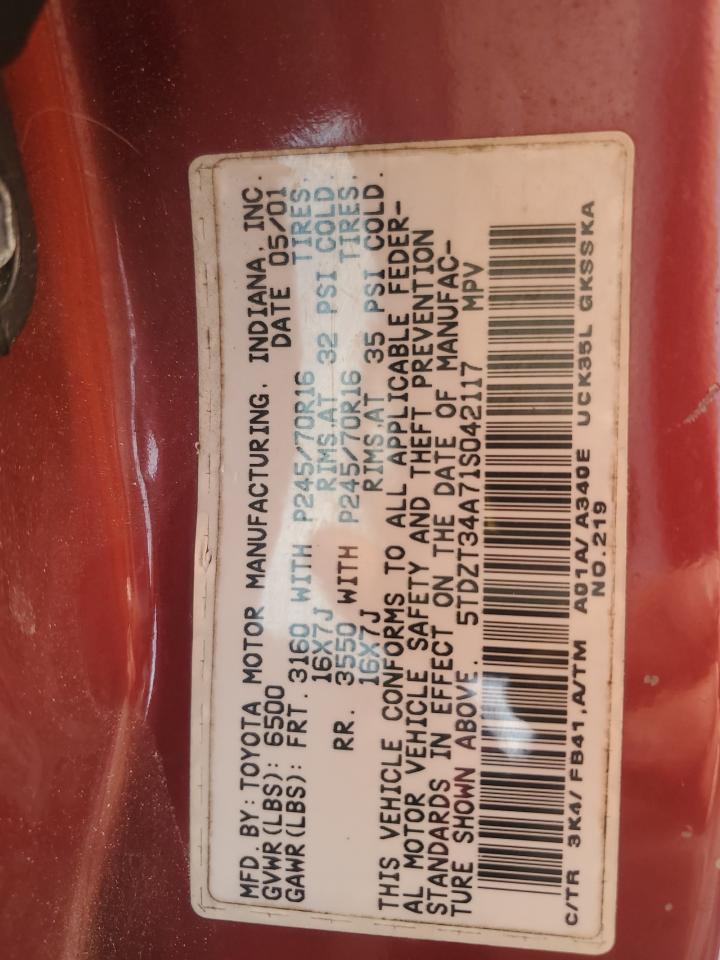 MFD. BY: TOYOTA MOTOR MANUFACTURING, INDIANA, INC.
GVWR(LBS): 6500 DATE 05/01
GAWR(LBS): FRT. 3160 WITH P245/70R16 TIRES,
16X7J RIMS,AT 32 PSI COLD.
RR. 3550 WITH P245/70R16 TIRES,
16X7J RIMS,AT 35 PSI COLD.
THIS VEHICLE CONFORMS TO ALL APPLICABLE FEDER-
AL MOTOR VEHICLE SAFETY AND THEFT PREVENTION
STANDARDS IN EFFECT ON THE DATE OF MANUFAC-
TURE SHOWN ABOVE. 5TDZT34A71S042117 MPV
C/TR 3K4/ FB41,A/TM A01A/ A340E UCK35L GKSSKA
NO.219